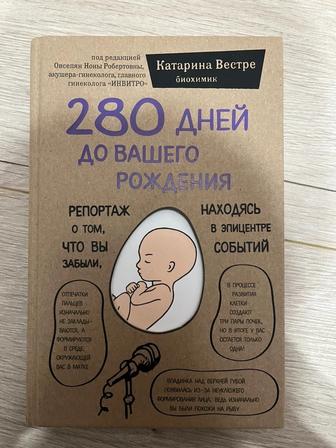 под редакцией
Овсепян Ноны Робертовны,
акушера-гинеколога, главного
гинеколога «ИНВИТРО»
Катарина Вестре
биохимик
280 ДНЕЙ
ДО ВАШЕГО
РОЖДЕНИЯ
РЕПОРТАЖ
О ТОМ,
ЧТО ВЫ
ЗАБЫЛИ,
НАХОДЯСЬ
В ЭПИЦЕНТРЕ
СОБЫТИЙ
ОТПЕЧАТКИ
ПАЛЬЦЕВ
ИЗНАЧАЛЬНО
НЕ ЗАКЛАДЫ-
ВАЮТСЯ, А
ФОРМИРУЕТСЯ
В СРЕДЕ,
ОКРУЖАЮЩЕЙ
ВАС В МАТКЕ
В ПРОЦЕССЕ
РАЗВИТИЯ
КЛЕТКИ
СОЗДАЮТ
ТРИ ПАРЫ ПОЧЕК,
НО В ИТОГЕ У ВАС
ОСТАЕТСЯ ТОЛЬКО
ОДНА!
ВПАДИНКА НАД ВЕРХНЕЙ ГУБОЙ
ПОЯВИЛАСЬ ИЗ-ЗА НЕУКЛЮЖЕГО
ФОРМИРОВАНИЯ ЛИЦА, ВЕДЬ ИЗНАЧАЛЬНО
ВЫ БЫЛИ ПОХОЖИ НА РЫБУ